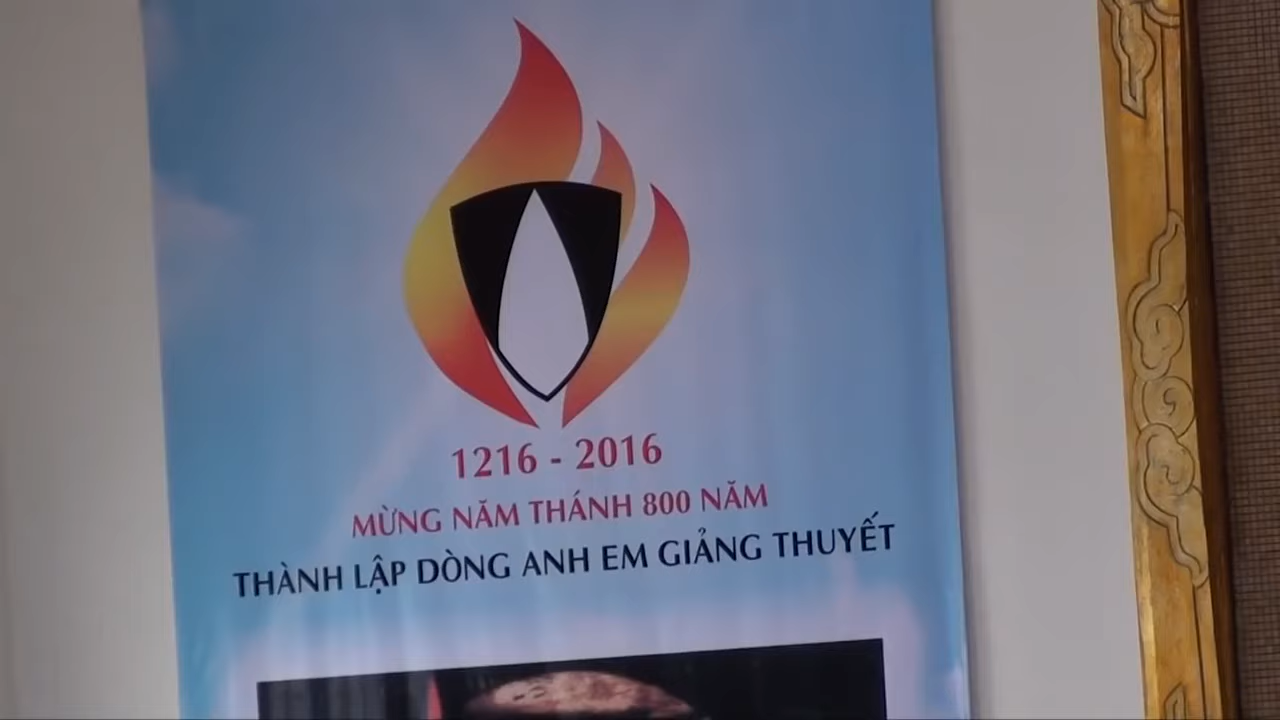 1216 - 2016
MỪNG NĂM THÁNH 800 NĂM
THÀNH LẬP DÒNG ANH EM GIẢNG THUYẾT